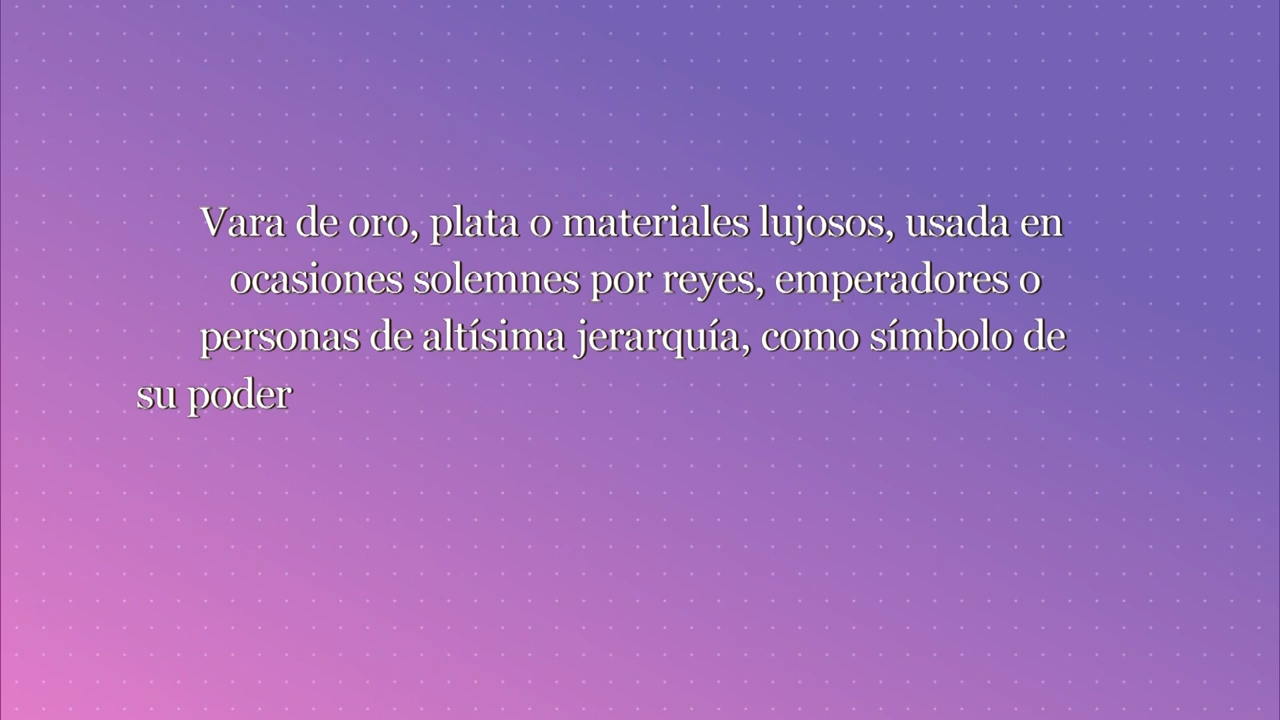 Vara de oro, plata o materiales lujosos, usada en
ocasiones solemnes por reyes, emperadores o
personas de altísima jerarquía, como símbolo de
su poder